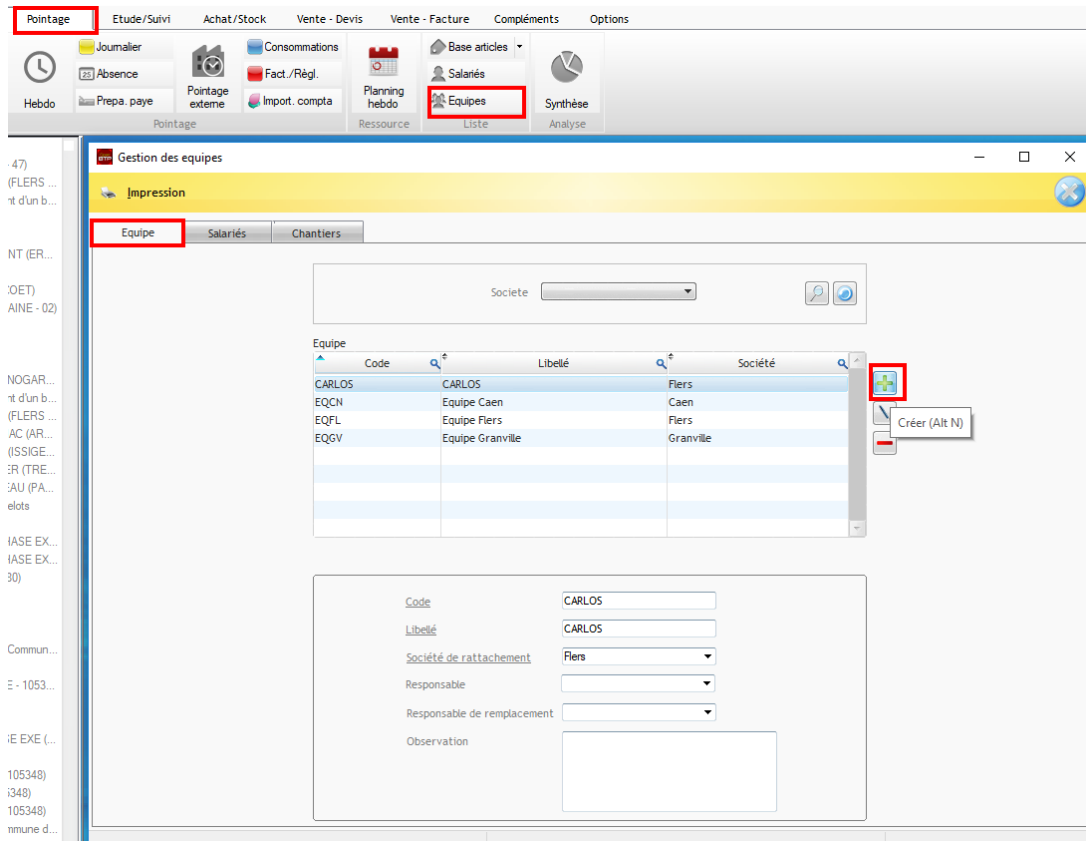 Pointage Etude/Suivi Achat/Stock Vente - Devis Vente - Facture Compléments Options
Hebdo
Journalier
Absence
Prepa. paye
Pointage externe
Consommations
Fact./Règl.
Import. compta
Planning hebdo
Base articles
Salariés
Equipes
Synthèse
Pointage Ressource Liste Analyse
- 47)
(FLERS ...
nt d'un b...
NT (ER...
COET)
AINE - 02)
NOGAR...
nt d'un b...
(FLERS ...
AC (AR...
(ISSIGE...
ER (TRE...
EAU (PA...
elots
HASE EX...
HASE EX...
30)
Commun...
E - 1053...
SE EXE (...
105348)
5348)
105348)
mmune d...
BTP Gestion des equipes
Impression
Equipe Salariés Chantiers
Societe
Equipe
Code Libellé Société
CARLOS CARLOS Flers
EQCN Equipe Caen Caen
EQFL Equipe Flers Flers
EQGV Equipe Granville Granville
Créer (Alt N)
Code CARLOS
Libellé CARLOS
Société de rattachement Flers
Responsable
Responsable de remplacement
Observation